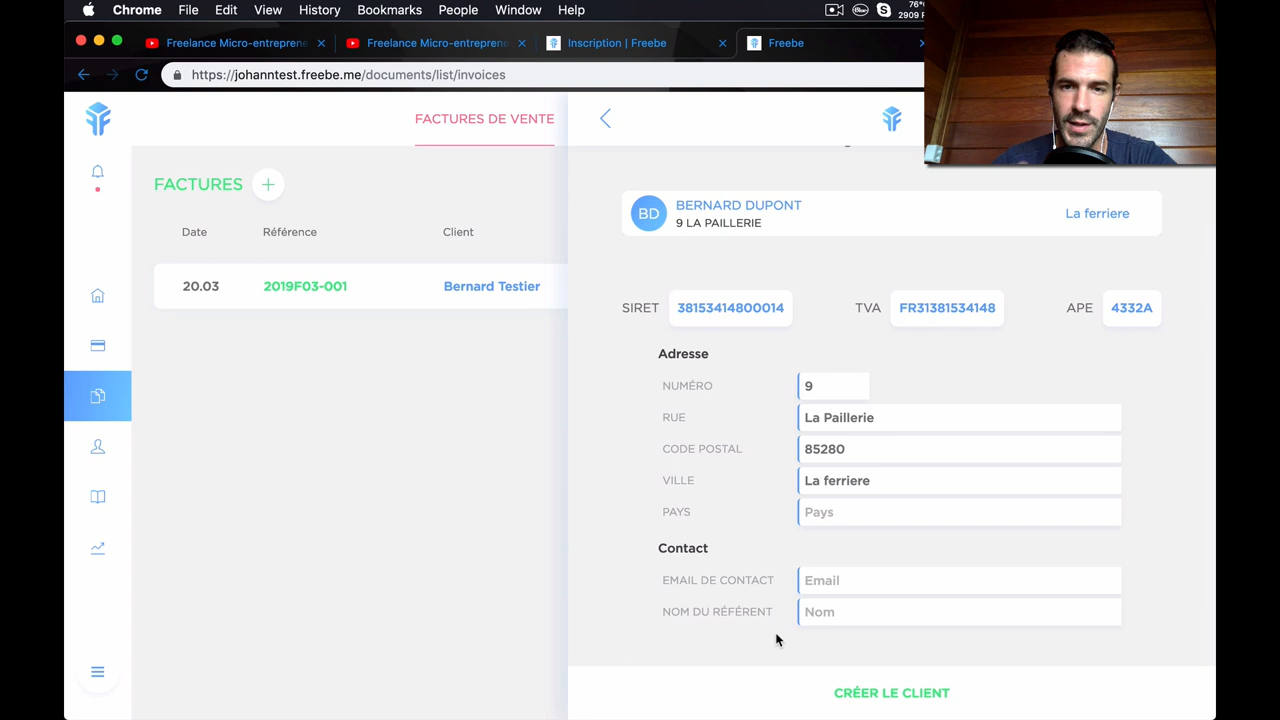 Chrome File Edit View History Bookmarks People Window Help
76°
2909 R
Freelance Micro-entreprene
Freelance Micro-entreprene
Inscription | Freebe
Freebe
https://johanntest.freebe.me/documents/list/invoices
FACTURES DE VENTE
FACTURES +
Date Référence Client
20.03 2019F03-001 Bernard Testier
BD
BERNARD DUPONT
9 LA PAILLERIE
La ferriere
SIRET 38153414800014 TVA FR31381534148 APE 4332A
Adresse
NUMÉRO 9
RUE La Paillerie
CODE POSTAL 85280
VILLE La ferriere
PAYS Pays
Contact
EMAIL DE CONTACT Email
NOM DU RÉFÉRENT Nom
CRÉER LE CLIENT